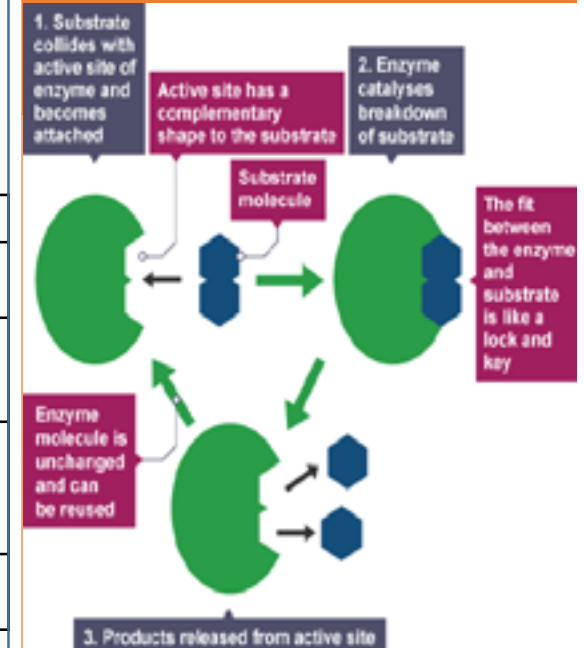 1. Substrate
collides with
active site of
enzyme and
becomes
attached
Active site has a
complementary
shape to the substrate
2. Enzyme
catalyses
breakdown
of substrate
Substrate
molecule
The fit
between
the enzyme
and
substrate
is like a
lock and
key
Enzyme
molecule is
unchanged
and can
be reused
3. Products released from active site